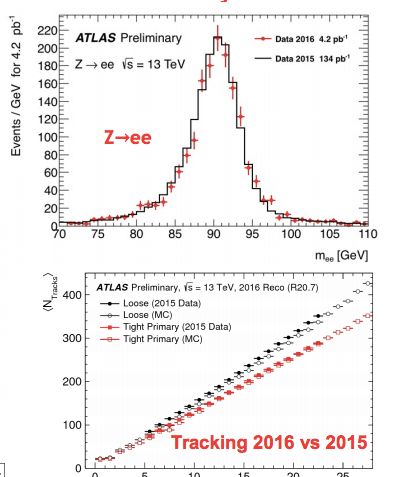 ATLAS Preliminary
Data 2016 4.2 pb⁻¹
Z → ee √s = 13 TeV
Data 2015 134 pb⁻¹
Z→ee
Events / GeV for 4.2 pb⁻¹
220
200
180
160
140
120
100
80
60
40
20
0
70 75 80 85 90 95 100 105 110
mee [GeV]
ATLAS Preliminary, √s = 13 TeV, 2016 Reco (R20.7)
Loose (2015 Data)
Loose (MC)
Tight Primary (2015 Data)
Tight Primary (MC)
⟨NTracks⟩
400
300
200
100
0
Tracking 2016 vs 2015
0 5 10 15 20 25